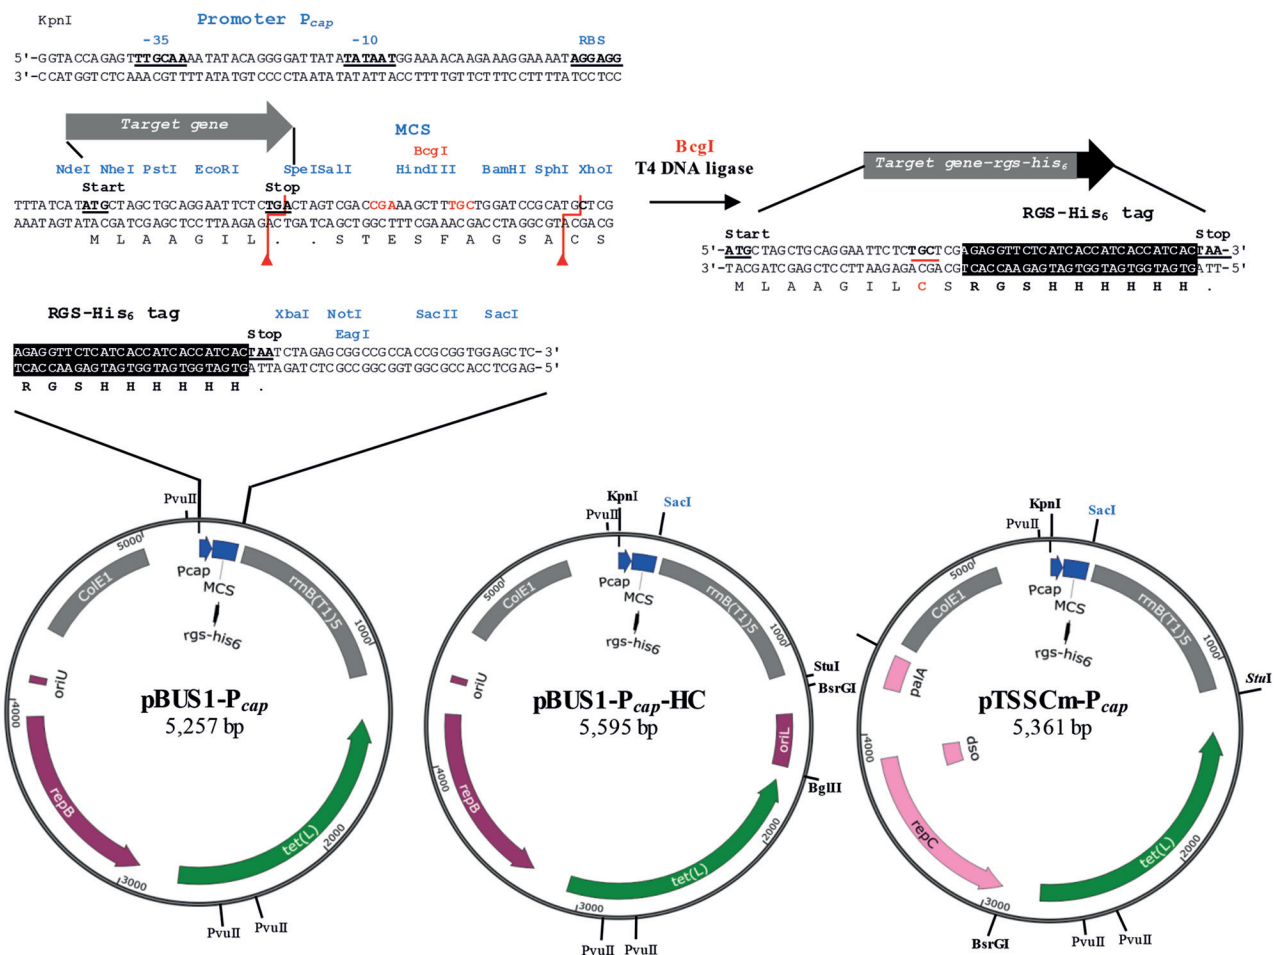 KpnI Promoter Pcap
-35 -10 RBS
5'-GGTACCAGAGTTTGCAAAATATACAGGGGATTATATATAATGGAAAACAAGAAAGGAAAATAGGAGG
3'-CCATGGTCTCAAACGTTTTATATGTCCCCTAATATATATTACCTTTTGTTCTTTCCTTTTATCCTCC
Target gene
MCS
BcgI
NdeI NheI PstI EcoRI SpeI SalI HindIII BamHI SphI XhoI
Start Stop
TTTATCATATGCTAGCTGCAGGAATTCTCTGACTAGTCGACCGAAAGCTTTGCTGGATCCGCATGCTCG
AAATAGTATACGATCGAGCTCCTTAAGAGACTGATCAGCTGGCTTTCGAAACGACCTAGGCGTACGACG
M L A A G I L . . S T E S F A G S A C S
BcgI
T4 DNA ligase
Target gene-rgs-his6
RGS-His6 tag
Start Stop
5'-ATGCTAGCTGCAGGAATTCTCTGCTCGAGAGGTTCTCATCACCATCACCATCACTAA-3'
3'-TACGATCGAGCTCCTTAAGAGACGACGTCACCAAGAGTAGTGGTAGTGGTAGTGATT-5'
M L A A G I L C S R G S H H H H H H .
RGS-His6 tag
XbaI NotI SacII SacI
Stop EagI
AGAGGTTCTCATCACCATCACCATCACTAATCTAGAGCGGCCGCCACCGCGGTGGAGCTC-3'
TCACCAAGAGTAGTGGTAGTGGTAGTGATTAGATCTCGCCGGCGGTGGCGCCACCTCGAG-5'
R G S H H H H H H .
PvuII
5000
ColE1
Pcap
MCS
rrnB(T1)5
1000
rgs-his6
oriU
4000
pBUS1-Pcap
5,257 bp
repB
tet(L)
2000
3000
PvuII
PvuII
KpnI
SacI
PvuII
5000
ColE1
Pcap
MCS
rrnB(T1)5
1000
rgs-his6
StuI
BsrGI
oriU
pBUS1-Pcap-HC
5,595 bp
oriL
4000
BglII
repB
tet(L)
2000
3000
PvuII
PvuII
KpnI
SacI
PvuII
5000
ColE1
Pcap
MCS
rrnB(T1)5
1000
rgs-his6
palA
StuI
pTSSCm-Pcap
5,361 bp
4000
dso
repC
tet(L)
2000
3000
BsrGI
PvuII
PvuII